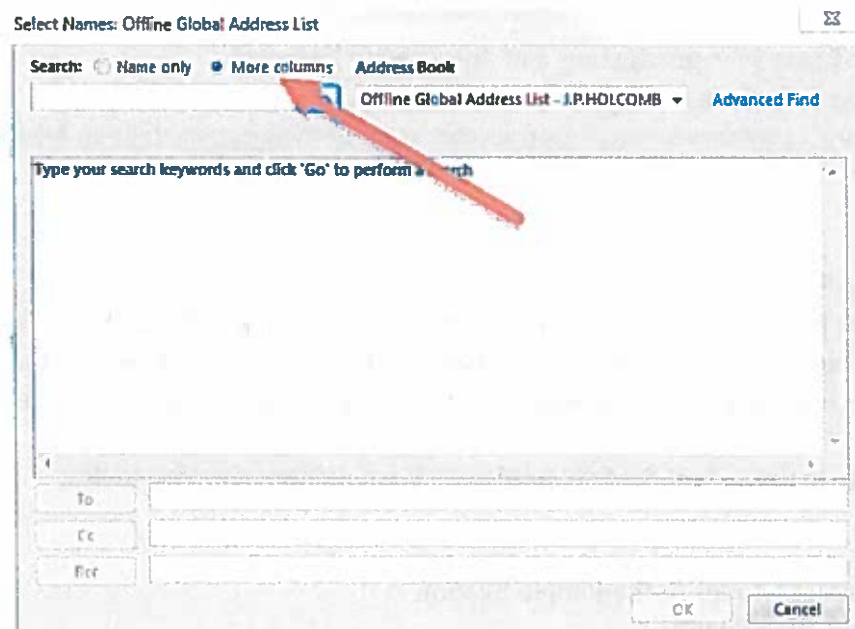 Select Names: Offline Global Address List
Search: Name only More columns Address Book
Offline Global Address List - J.P.HOLCOMB Advanced Find
Type your search keywords and click 'Go' to perform a search
To
Cc
Bcc
OK Cancel